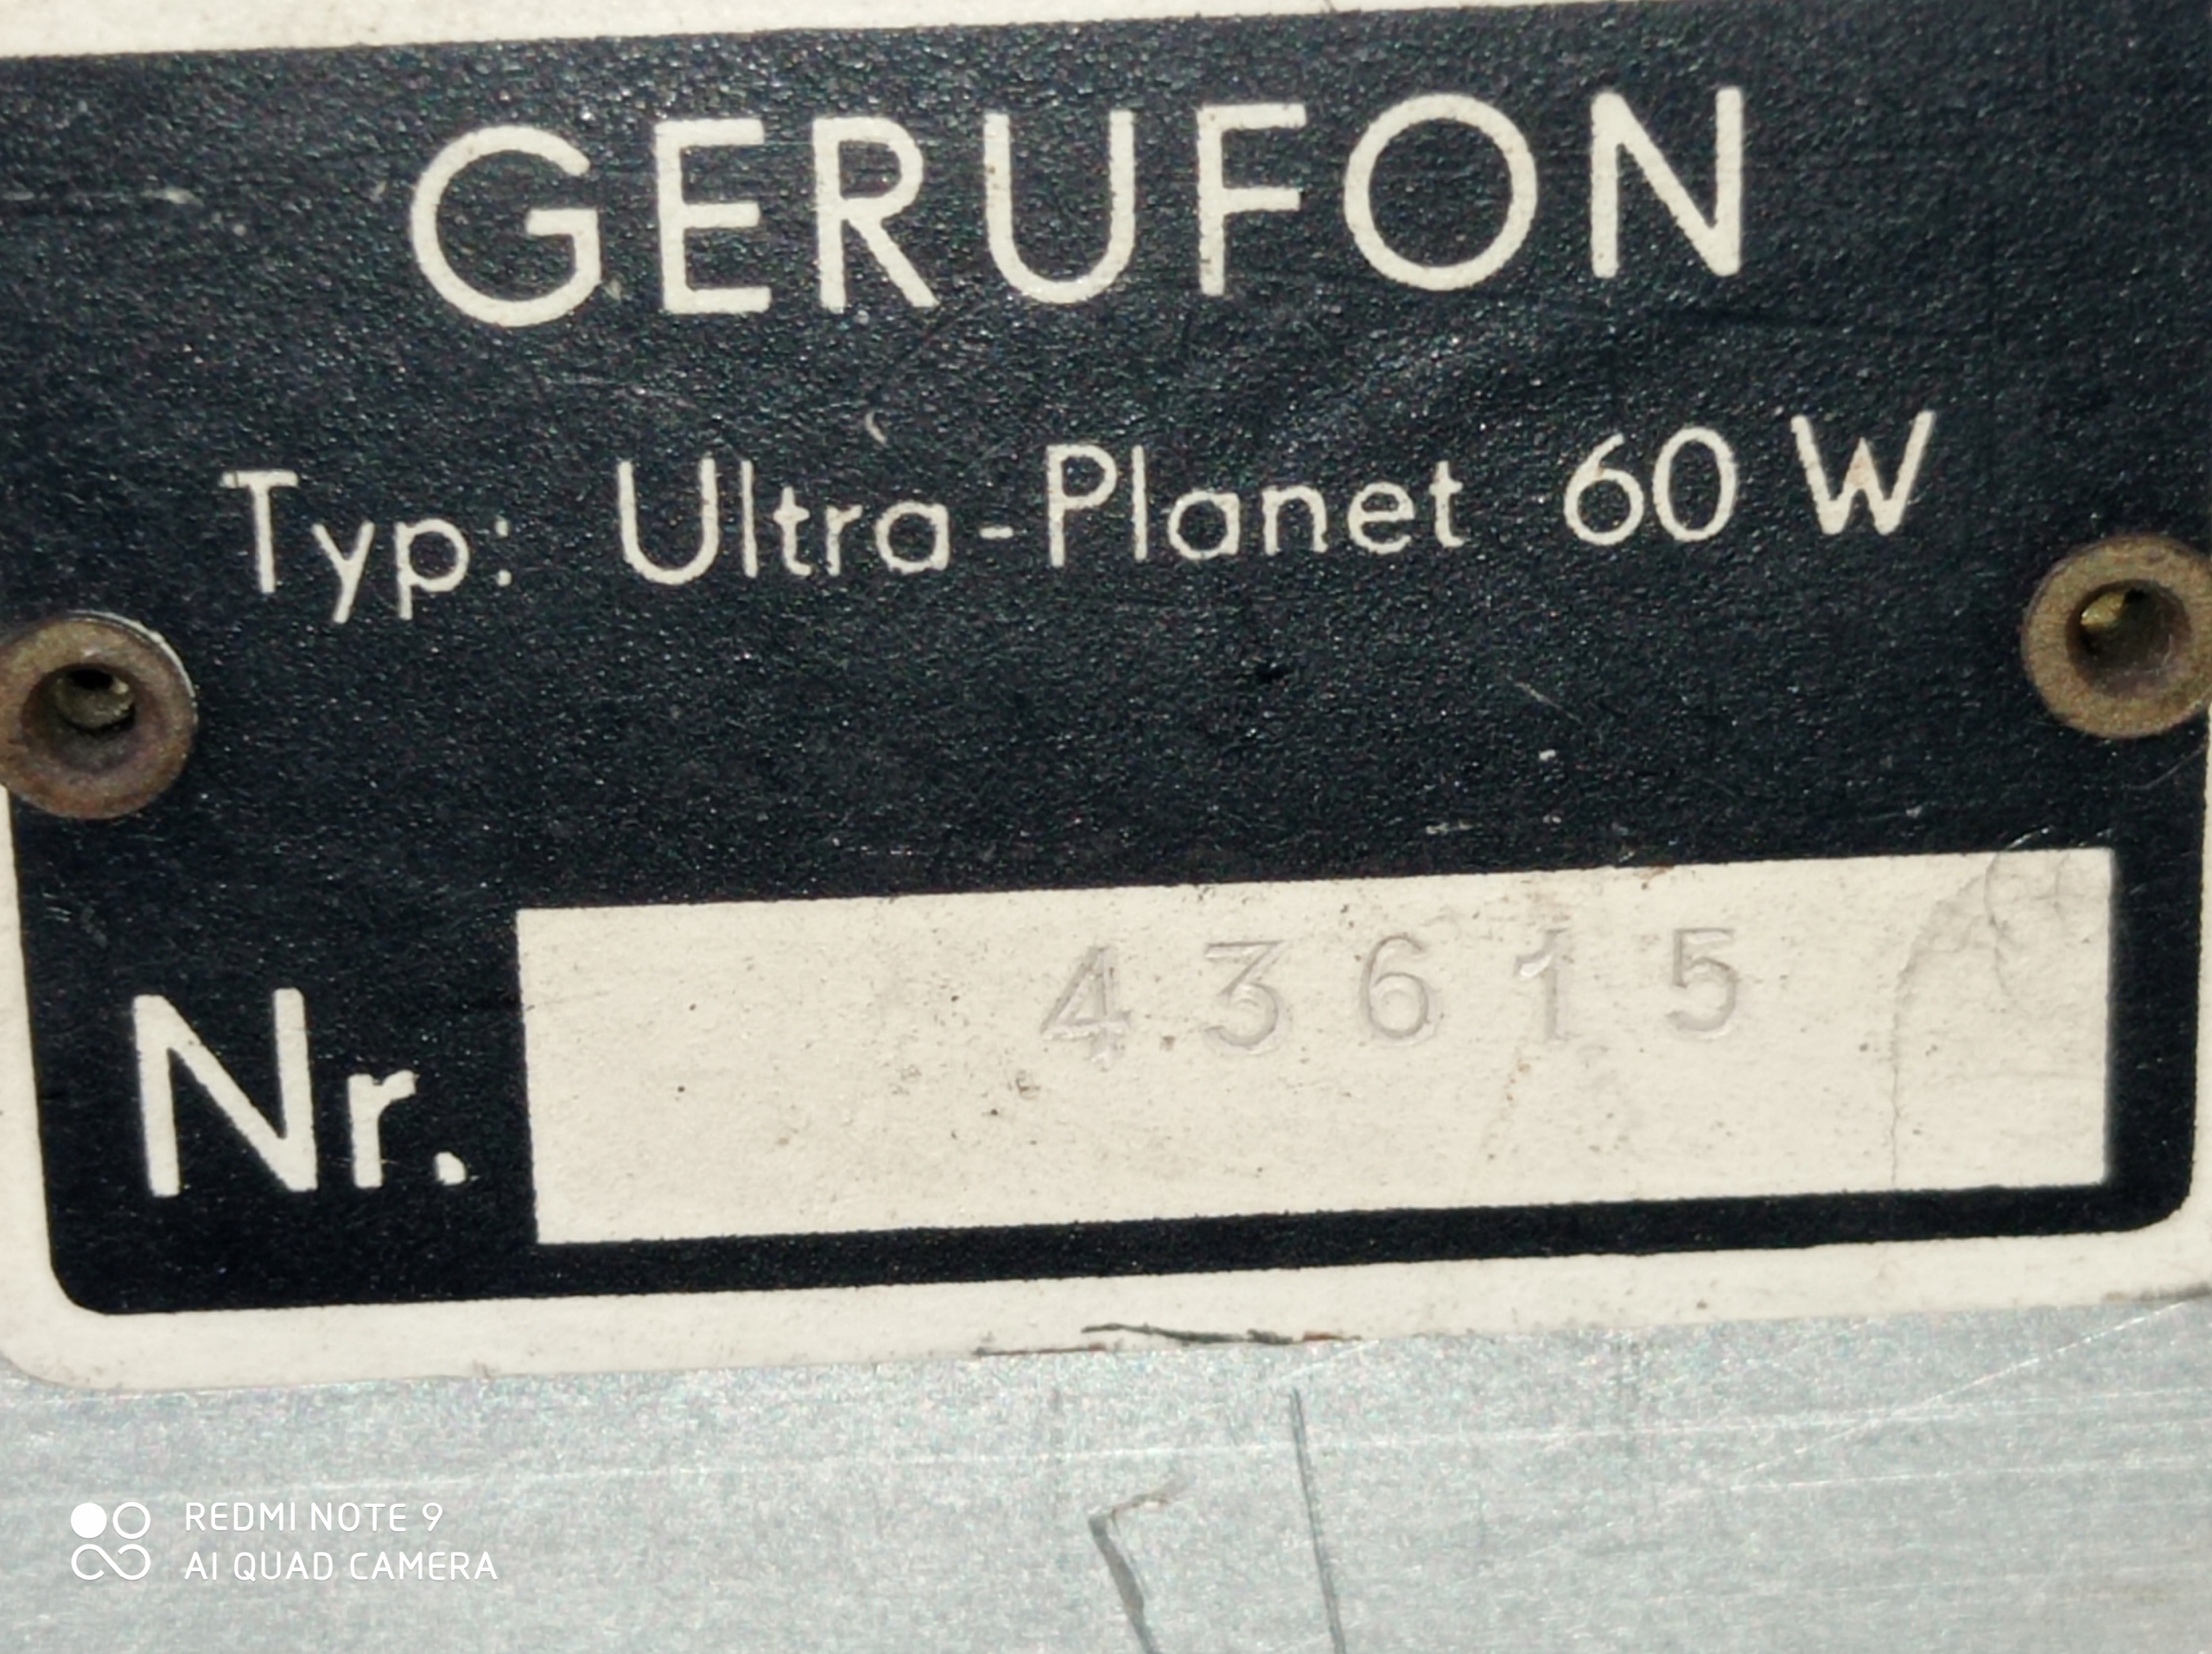 GERUFON
Typ: Ultra-Planet 60 W
Nr. 43615
REDMI NOTE 9
AI QUAD CAMERA